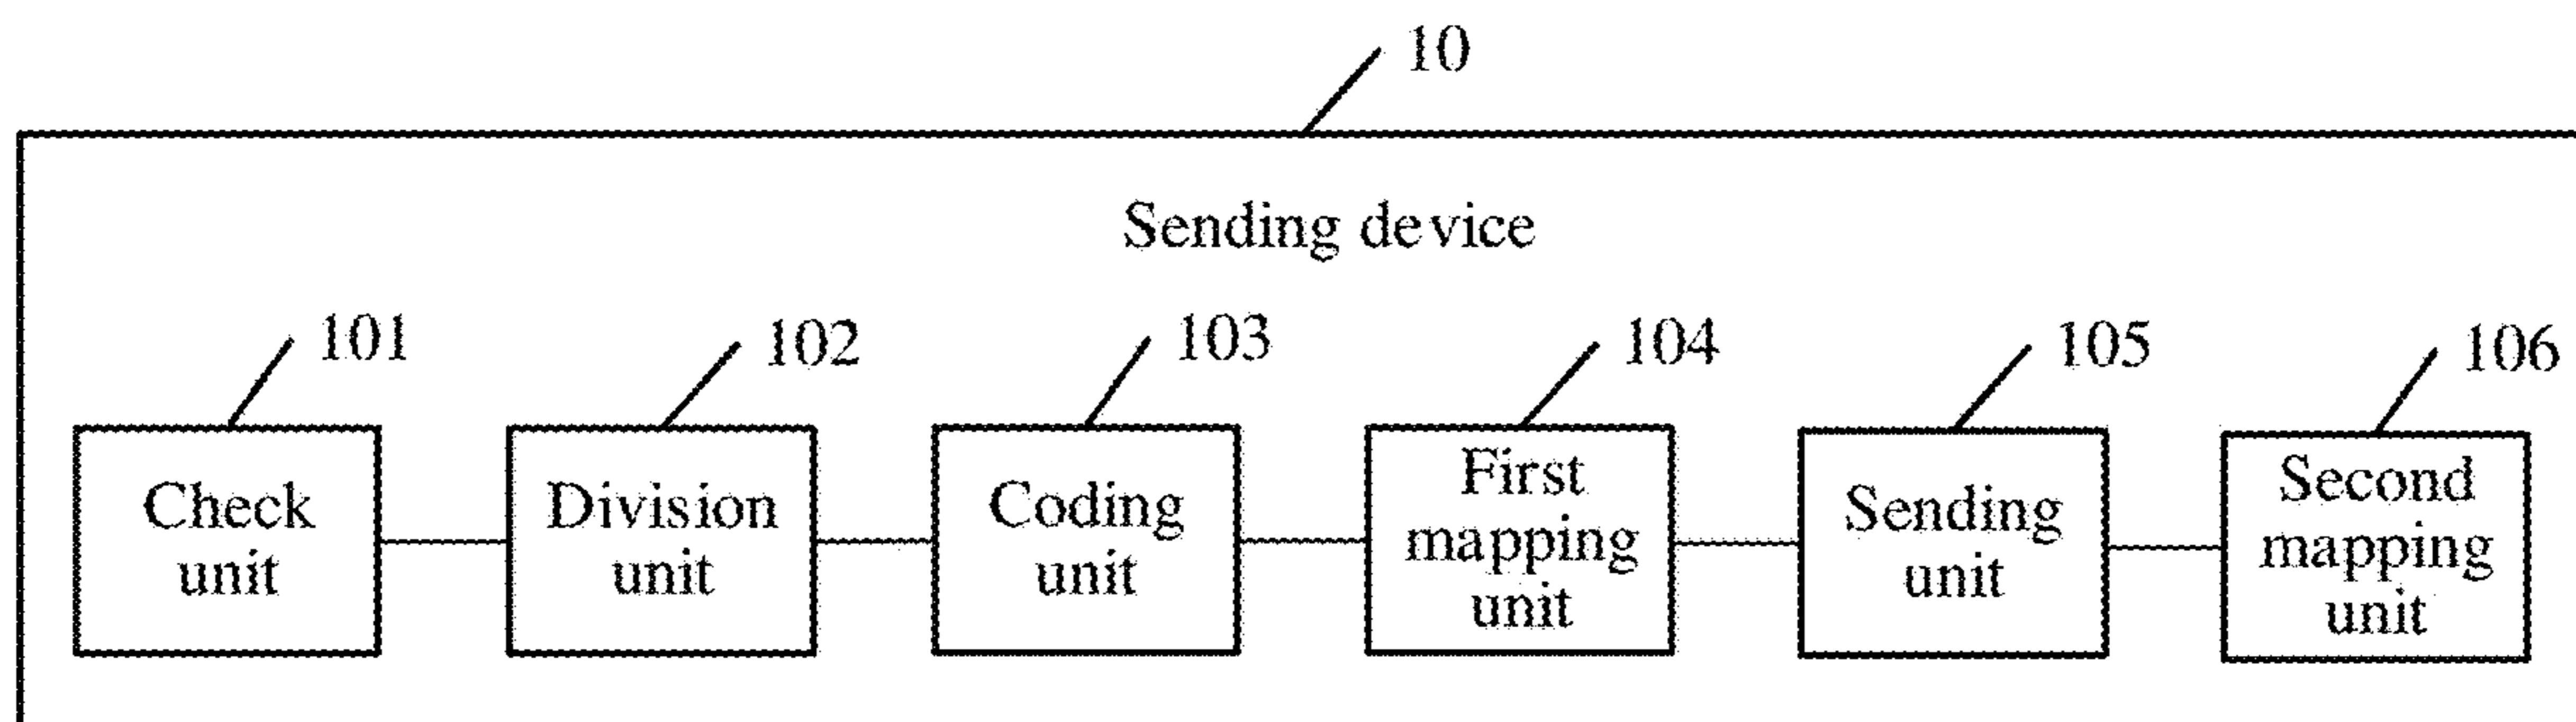 10
Sending device
101
102
103
104
105
106
Check
unit
Division
unit
Coding
unit
First
mapping
unit
Sending
unit
Second
mapping
unit